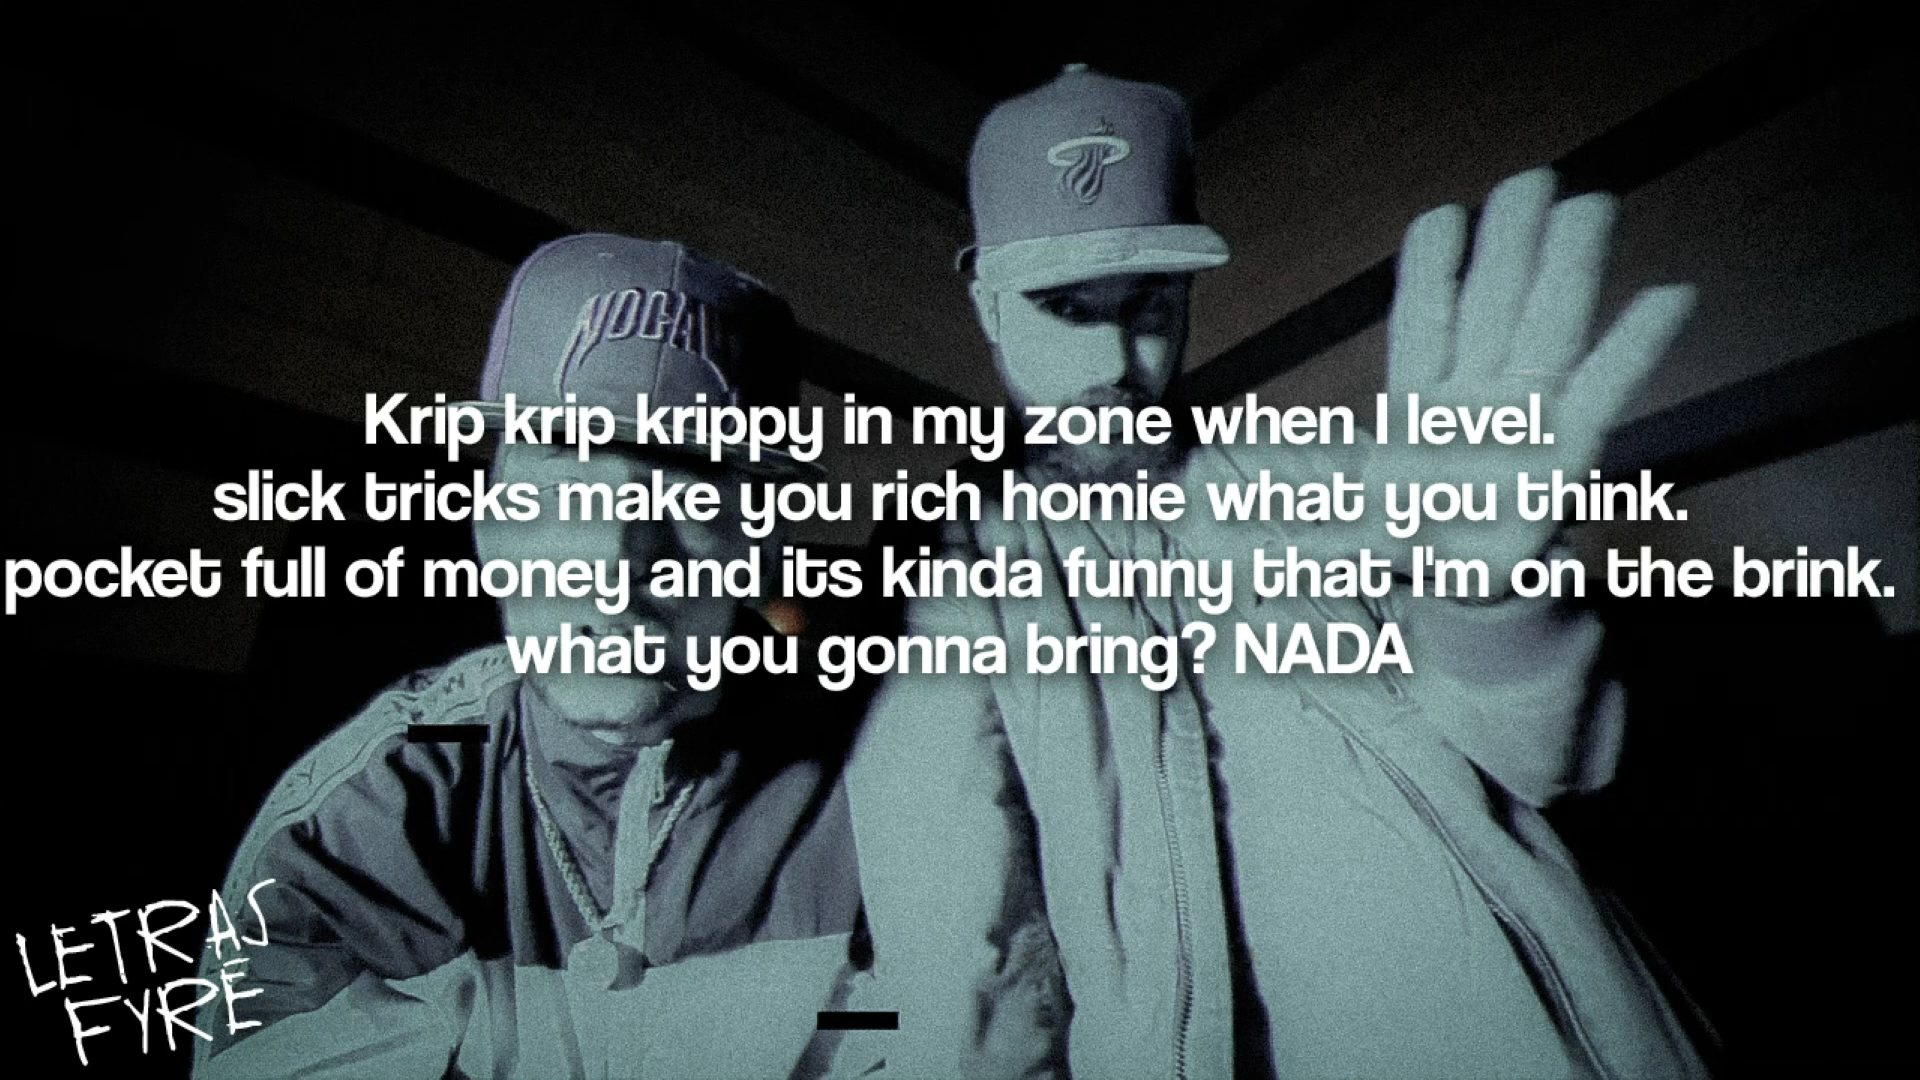 Krip krip krippy in my zone when I level.
slick tricks make you rich homie what you think.
pocket full of money and its kinda funny that I'm on the brink.
what you gonna bring? NADA
LETRAS
FYRE